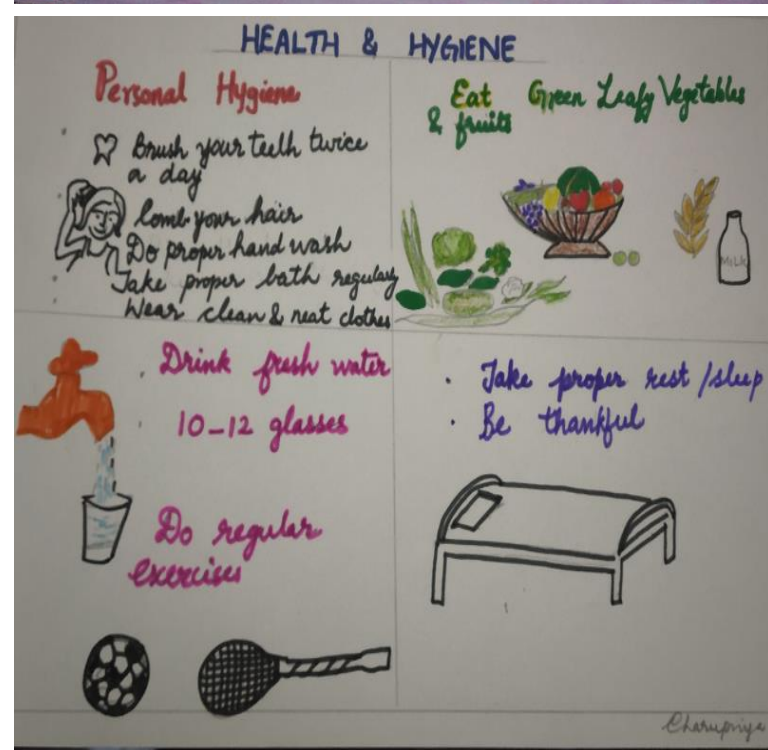 HEALTH & HYGIENE
Personal Hygiene
Brush your teeth twice
a day
Comb your hair
Do proper hand wash
Take proper bath regularly
Wear clean & neat clothes
Eat Green Leafy Vegetables
& fruits
MILK
Drink fresh water
10-12 glasses
Do regular
exercises
Take proper rest/sleep
Be thankful
Charupriya